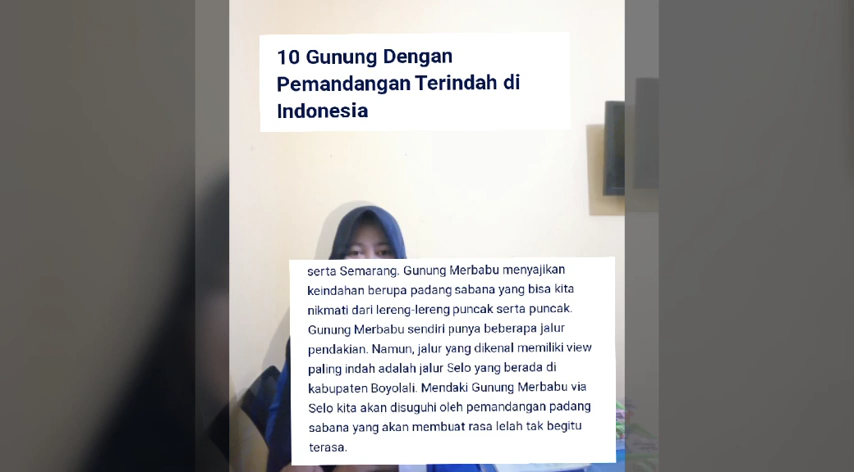 10 Gunung Dengan
Pemandangan Terindah di
Indonesia
serta Semarang. Gunung Merbabu menyajikan
keindahan berupa padang sabana yang bisa kita
nikmati dari lereng-lereng puncak serta puncak.
Gunung Merbabu sendiri punya beberapa jalur
pendakian. Namun, jalur yang dikenal memiliki view
paling indah adalah jalur Selo yang berada di
kabupaten Boyolali. Mendaki Gunung Merbabu via
Selo kita akan disuguhi oleh pemandangan padang
sabana yang akan membuat rasa lelah tak begitu
terasa.